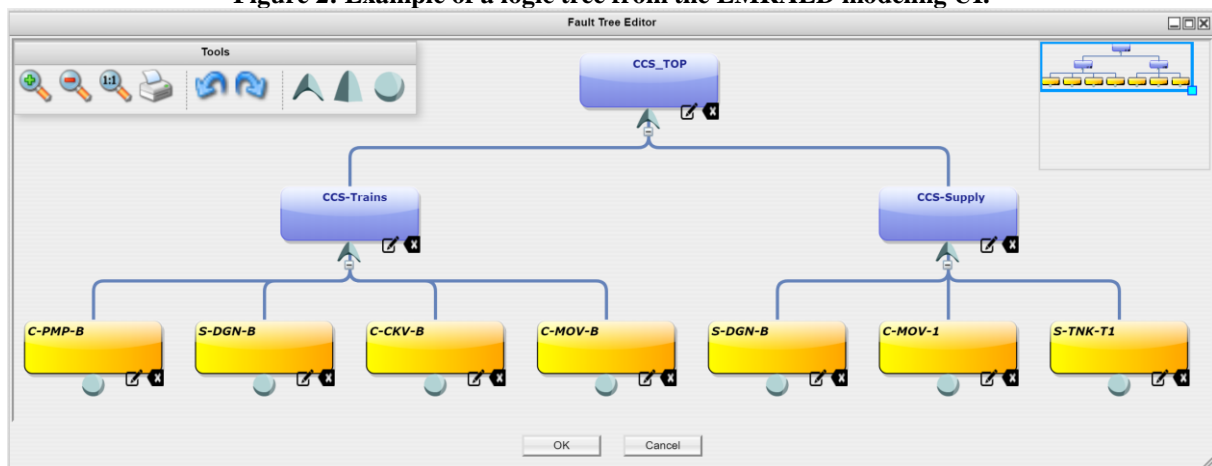 Figure 2: Example of a logic tree from the EMRALD modeling UI.
Fault Tree Editor
Tools
1:1
CCS_TOP
CCS-Trains
CCS-Supply
C-PMP-B
S-DGN-B
C-CKV-B
C-MOV-B
S-DGN-B
C-MOV-1
S-TNK-T1
OK
Cancel